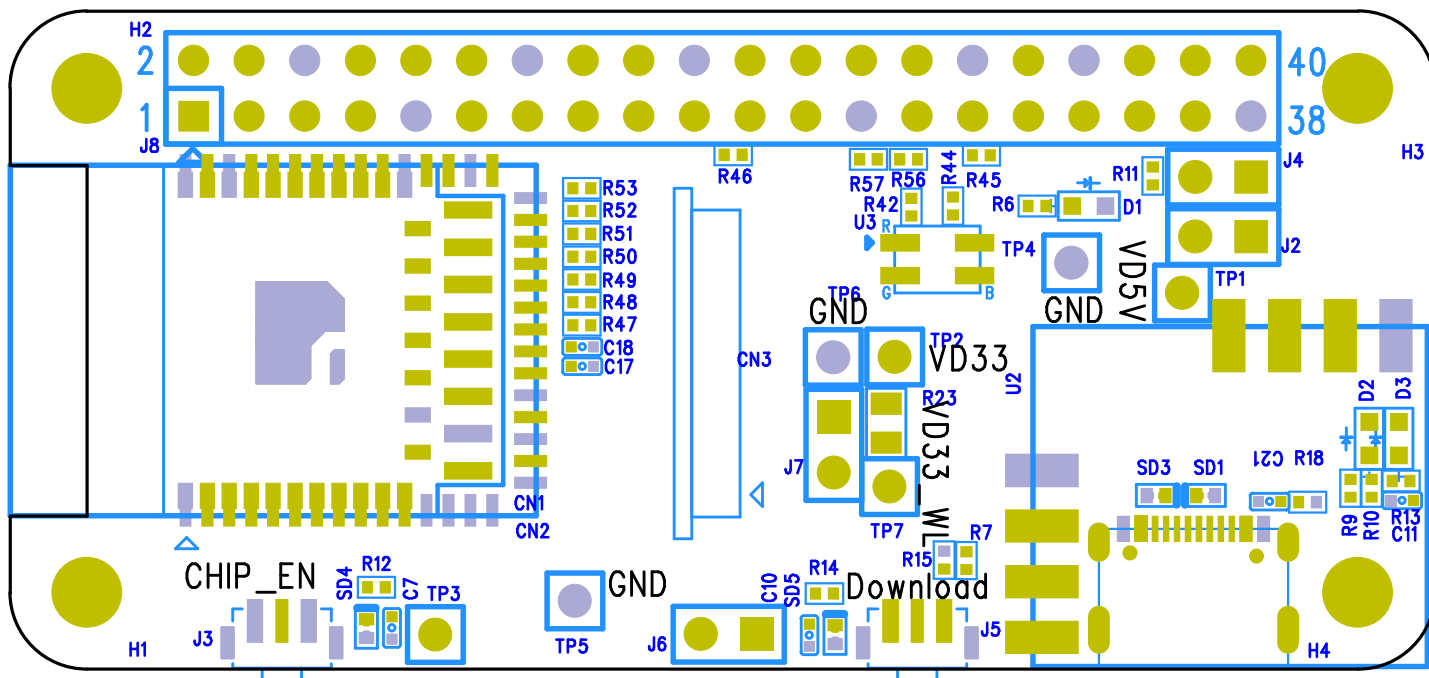 H2
2
40
1
38
J8
H3
J4
R46
R57
R56
R44
R45
R11
R53
R52
R51
R50
R49
R48
R47
C18
C17
R42
U3
R
G
B
R6
D1
J2
TP4
VD5V
TP1
GND
TP6
GND
TP2
VD33
CN3
R23
VD33_WL
J7
TP7
U2
D2
D3
SD3
SD1
C21
R18
R9
R10
R13
C11
CN1
CN2
R15
R7
CHIP_EN
SD4
R12
C7
TP3
GND
TP5
C10
SD5
R14
Download
J3
J6
J5
H1
H4